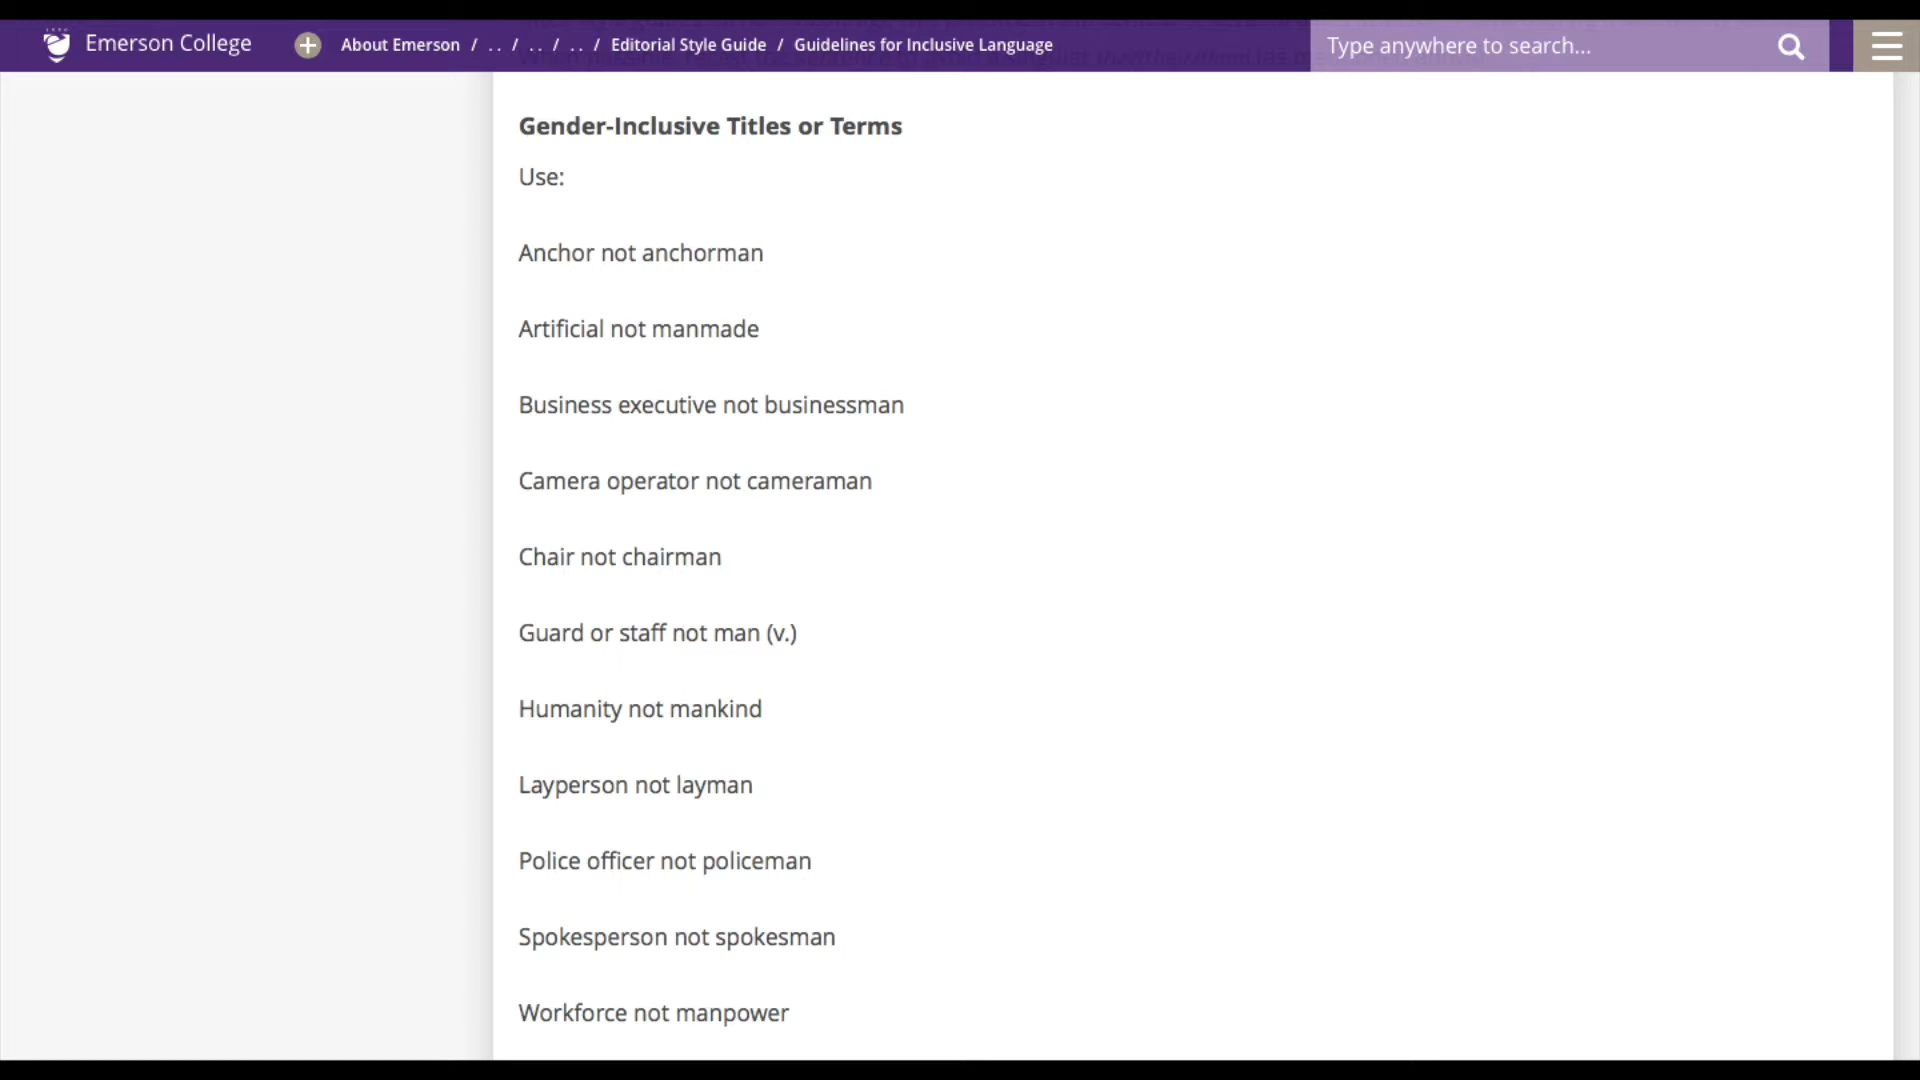 Emerson College
About Emerson / .. / .. / .. / Editorial Style Guide / Guidelines for Inclusive Language
Type anywhere to search...
Gender-Inclusive Titles or Terms
Use:
Anchor not anchorman
Artificial not manmade
Business executive not businessman
Camera operator not cameraman
Chair not chairman
Guard or staff not man (v.)
Humanity not mankind
Layperson not layman
Police officer not policeman
Spokesperson not spokesman
Workforce not manpower